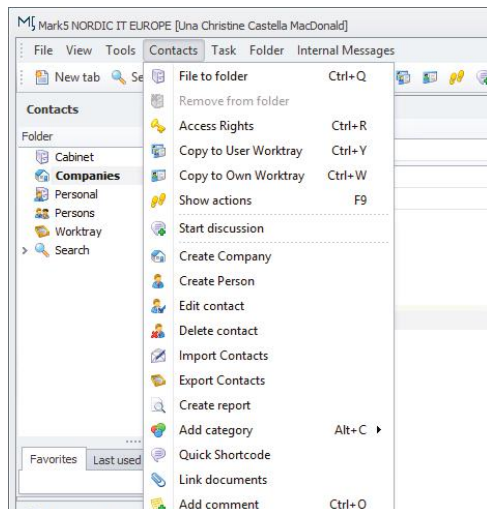 Mark5 NORDIC IT EUROPE [Una Christine Castella MacDonald]
File View Tools Contacts Task Folder Internal Messages
New tab Se
Contacts
Folder
Cabinet
Companies
Personal
Persons
Worktray
Search
Favorites Last used
File to folder Ctrl+Q
Remove from folder
Access Rights Ctrl+R
Copy to User Worktray Ctrl+Y
Copy to Own Worktray Ctrl+W
Show actions F9
Start discussion
Create Company
Create Person
Edit contact
Delete contact
Import Contacts
Export Contacts
Create report
Add category Alt+C
Quick Shortcode
Link documents
Add comment Ctrl+O